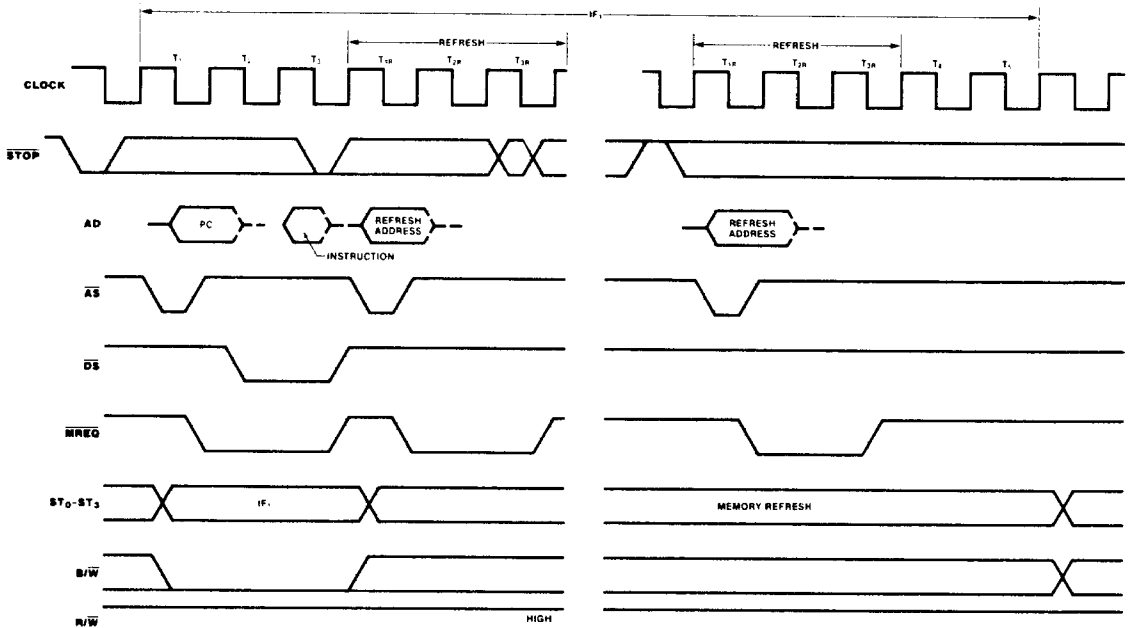 IF₁
REFRESH
REFRESH
T₁ T₂ T₃ T₁R T₂R T₃R T₁R T₂R T₃R T₄ T₅
CLOCK
STOP
AD
PC
REFRESH
ADDRESS
REFRESH
ADDRESS
INSTRUCTION
AS
DS
MREQ
ST₀-ST₃
IF₁
MEMORY REFRESH
B/W
HIGH
R/W